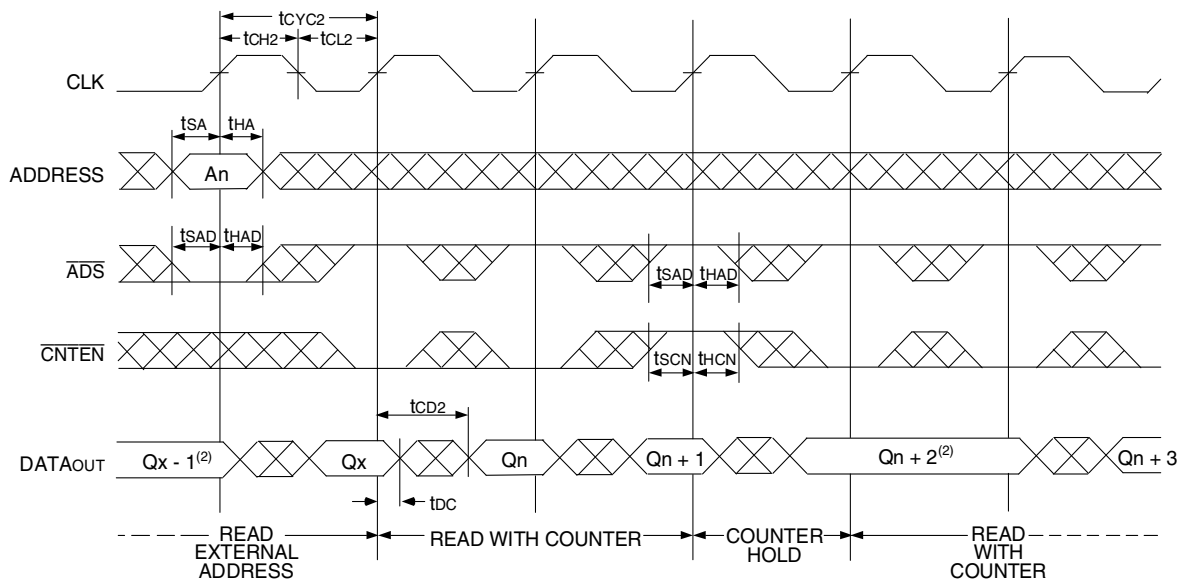 tCYC2
tCH2 tCL2
CLK
tSA tHA
ADDRESS An
tSAD tHAD
ADS
tSAD tHAD
CNTEN
tSCN tHCN
tCD2
DATAOUT Qx - 1(2) Qx Qn Qn + 1 Qn + 2(2) Qn + 3
tDC
READ EXTERNAL ADDRESS
READ WITH COUNTER
COUNTER HOLD
READ WITH COUNTER